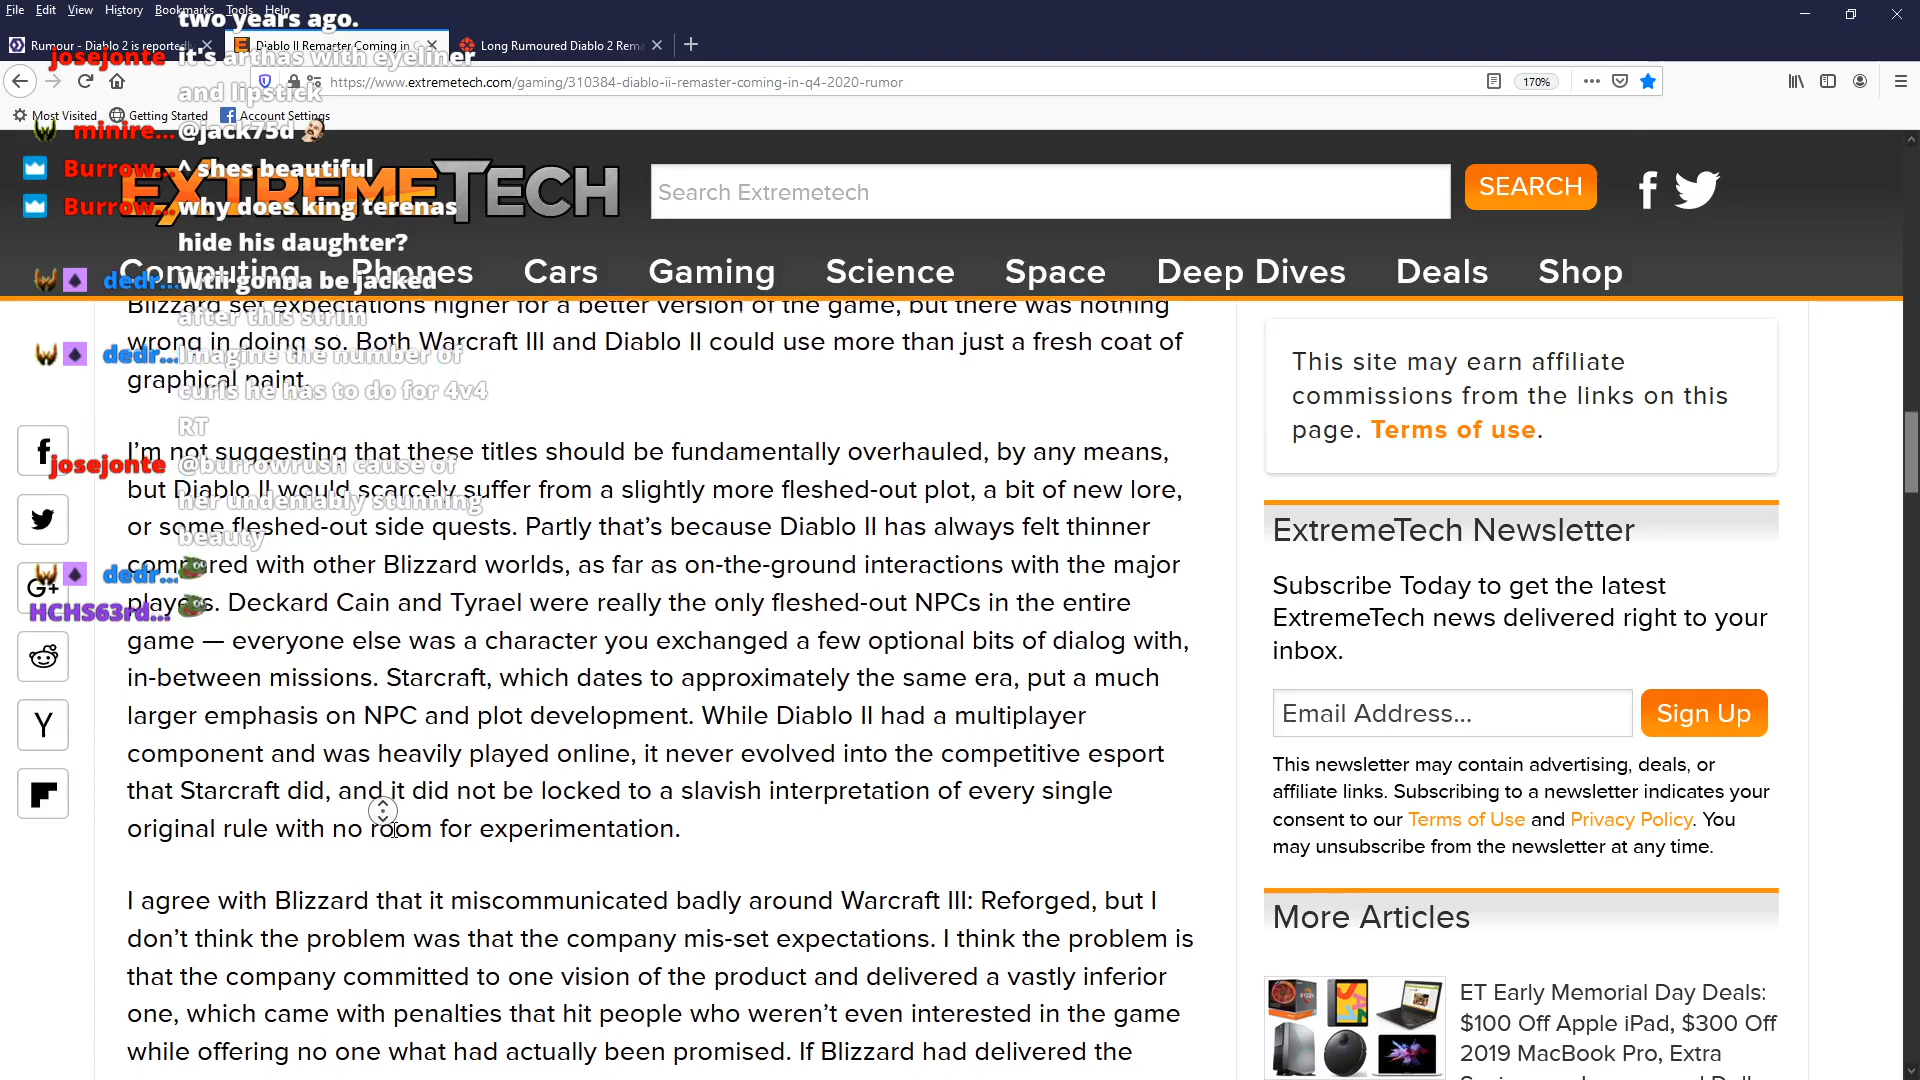 File Edit View History Bookmarks Tools Help
two years ago.
Diablo II Remaster Coming in
Long Rumoured Diablo 2 Rem
Rumour - Diablo 2 is reported
josejonte it's arthas with eyeliner
and lipstick
https://www.extremetech.com/gaming/310384-diablo-ii-remaster-coming-in-q4-2020-rumor
170%
Most Visited Getting Started Account Settings
minire... @jack75d
Burrow... ^ shes beautiful
Burrow... why does king terenas
hide his daughter?
EXTREMETECH
Search Extremetech
SEARCH
Computing Phones Cars Gaming Science Space Deep Dives Deals Shop
dedr... Wtii gonna be jacked
after this strim
dedr... Imagine the number of
curls he has to do for 4v4
RT
josejonte @burrowrush cause of
her undeniably stunning
beauty
dedr...
HCHS63rd...
Blizzard set expectations higher for a better version of the game, but there was nothing
wrong in doing so. Both Warcraft III and Diablo II could use more than just a fresh coat of
graphical paint.
I'm not suggesting that these titles should be fundamentally overhauled, by any means,
but Diablo II would scarcely suffer from a slightly more fleshed-out plot, a bit of new lore,
or some fleshed-out side quests. Partly that's because Diablo II has always felt thinner
compared with other Blizzard worlds, as far as on-the-ground interactions with the major
players. Deckard Cain and Tyrael were really the only fleshed-out NPCs in the entire
game — everyone else was a character you exchanged a few optional bits of dialog with,
in-between missions. Starcraft, which dates to approximately the same era, put a much
larger emphasis on NPC and plot development. While Diablo II had a multiplayer
component and was heavily played online, it never evolved into the competitive esport
that Starcraft did, and it did not be locked to a slavish interpretation of every single
original rule with no room for experimentation.
I agree with Blizzard that it miscommunicated badly around Warcraft III: Reforged, but I
don't think the problem was that the company mis-set expectations. I think the problem is
that the company committed to one vision of the product and delivered a vastly inferior
one, which came with penalties that hit people who weren't even interested in the game
while offering no one what had actually been promised. If Blizzard had delivered the
G+
Y
This site may earn affiliate
commissions from the links on this
page. Terms of use.
ExtremeTech Newsletter
Subscribe Today to get the latest
ExtremeTech news delivered right to your
inbox.
Email Address...
Sign Up
This newsletter may contain advertising, deals, or
affiliate links. Subscribing to a newsletter indicates your
consent to our Terms of Use and Privacy Policy. You
may unsubscribe from the newsletter at any time.
More Articles
ET Early Memorial Day Deals:
$100 Off Apple iPad, $300 Off
2019 MacBook Pro, Extra